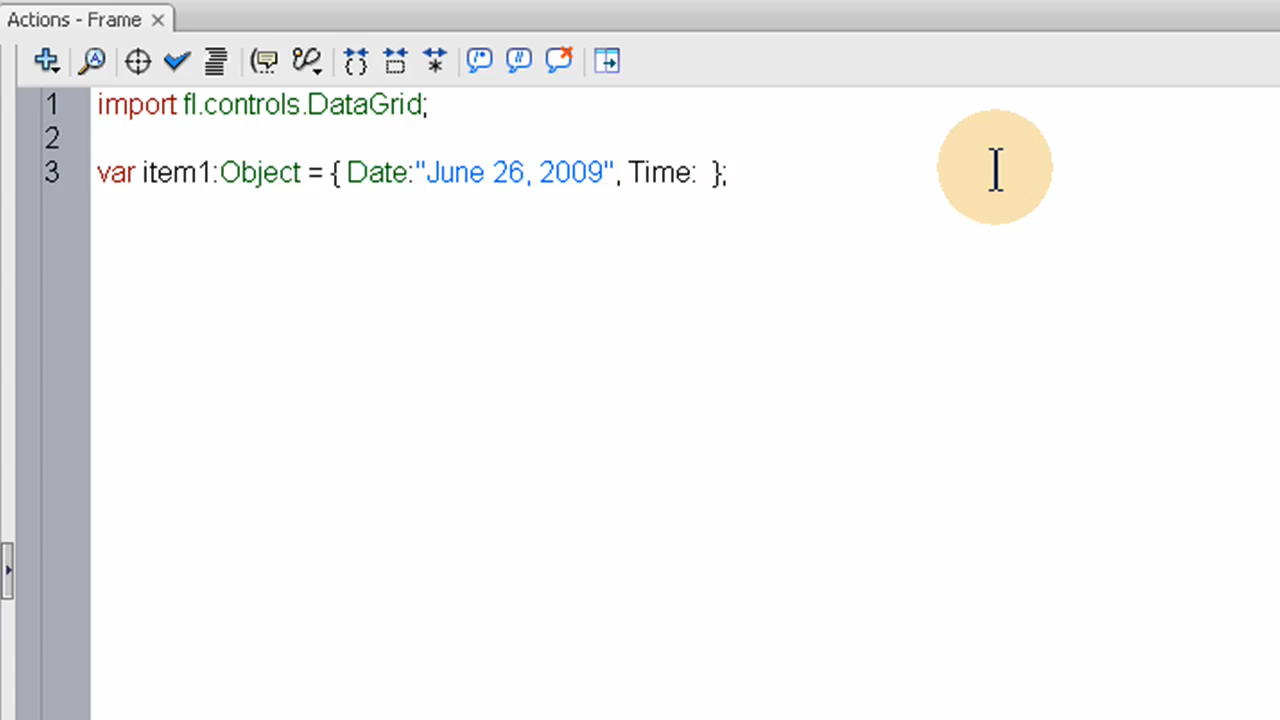 Actions - Frame
1 import fl.controls.DataGrid;
2
3 var item1:Object = { Date:"June 26, 2009", Time:  };